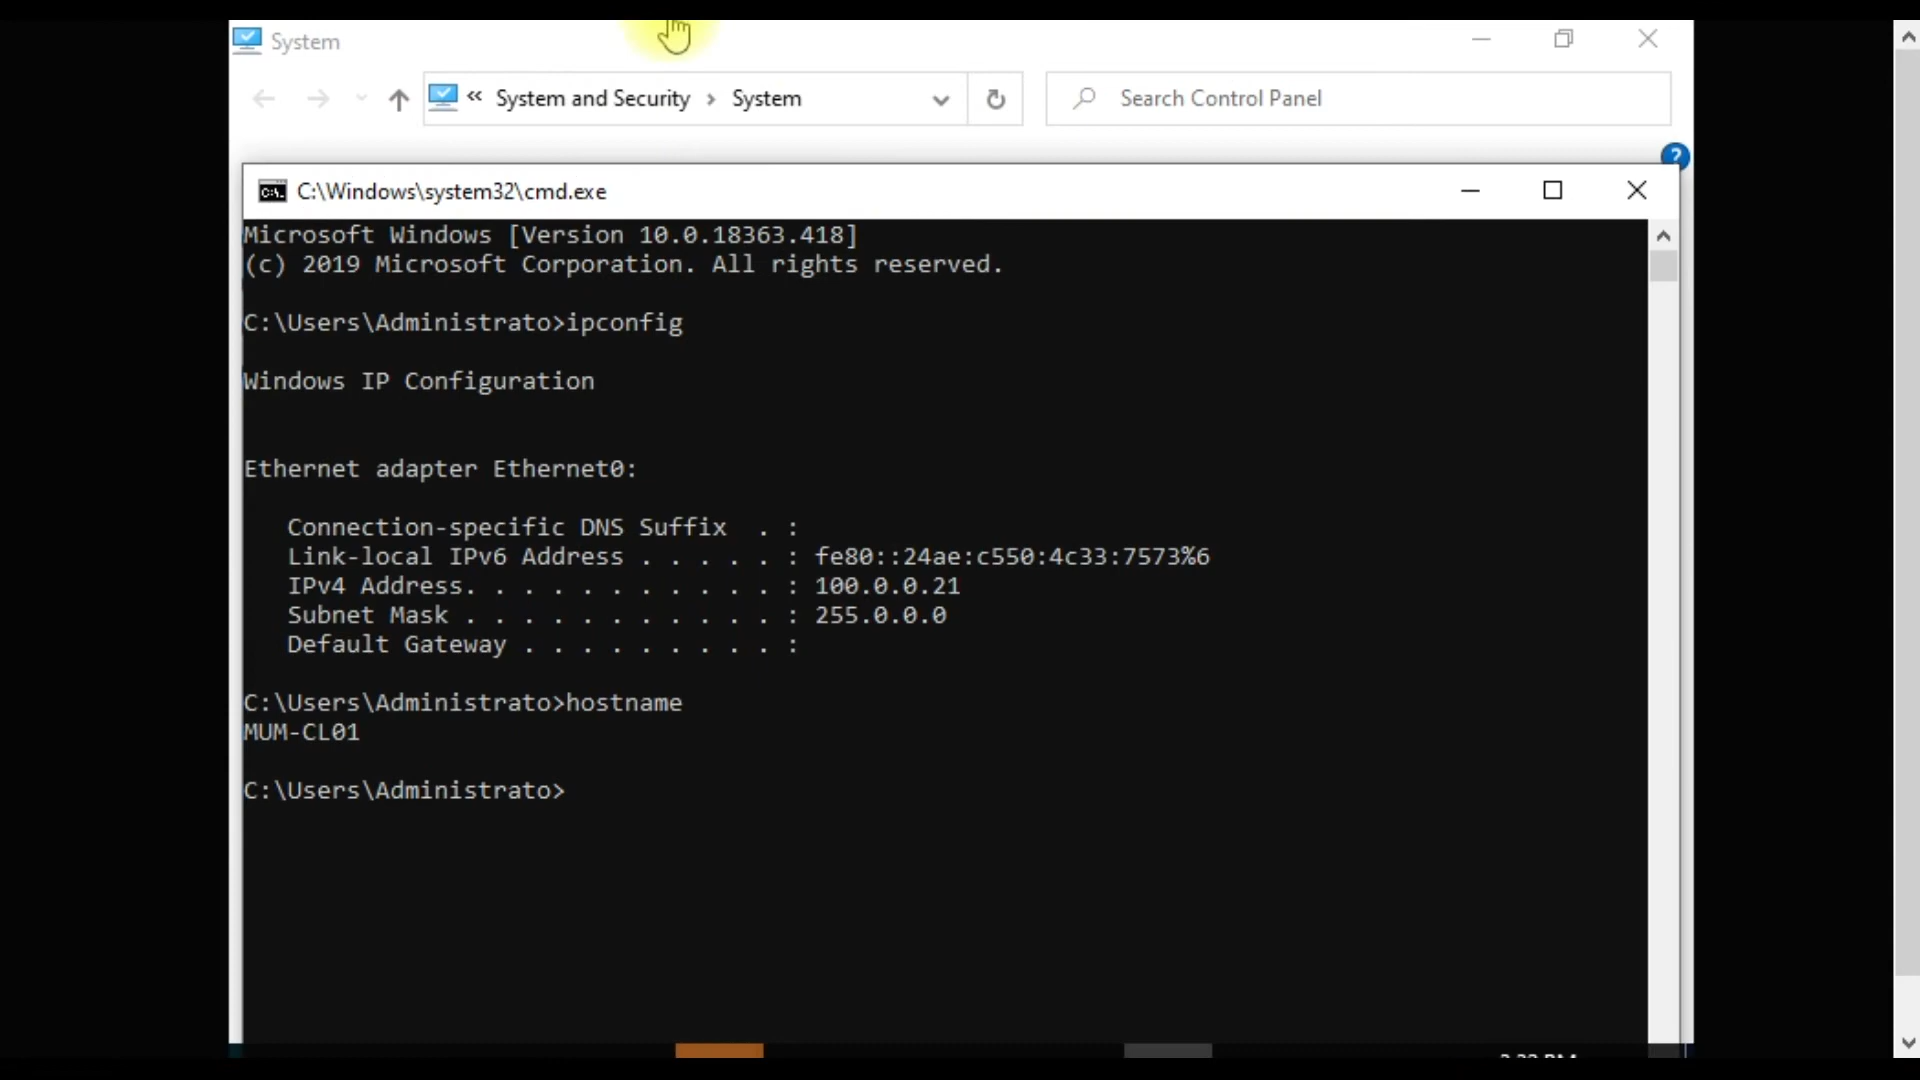 System
« System and Security › System
Search Control Panel
?
C:\Windows\system32\cmd.exe
Microsoft Windows [Version 10.0.18363.418]
(c) 2019 Microsoft Corporation. All rights reserved.
C:\Users\Administrato>ipconfig
Windows IP Configuration
Ethernet adapter Ethernet0:
Connection-specific DNS Suffix  . :
Link-local IPv6 Address . . . . . : fe80::24ae:c550:4c33:7573%6
IPv4 Address. . . . . . . . . . . : 100.0.0.21
Subnet Mask . . . . . . . . . . . : 255.0.0.0
Default Gateway . . . . . . . . . :
C:\Users\Administrato>hostname
MUM-CL01
C:\Users\Administrato>